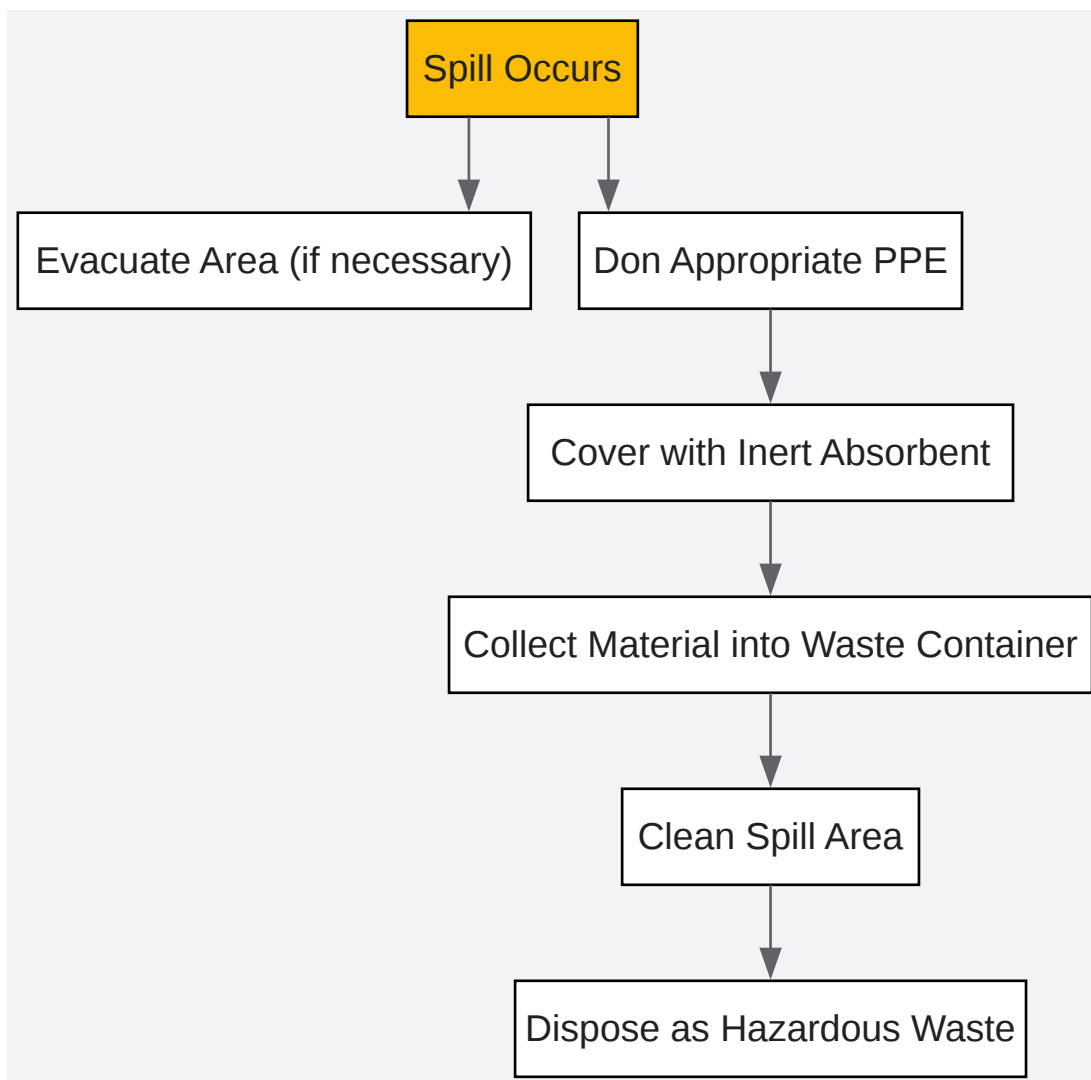 Spill Occurs
Evacuate Area (if necessary)
Don Appropriate PPE
Cover with Inert Absorbent
Collect Material into Waste Container
Clean Spill Area
Dispose as Hazardous Waste